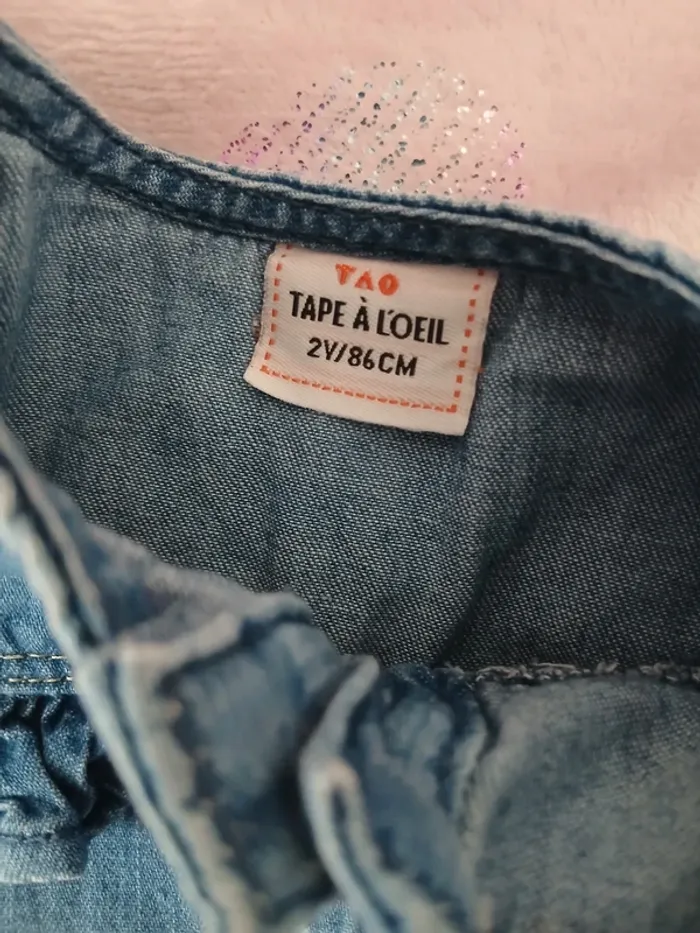 TAO
TAPE À L'OEIL
2Y/86CM